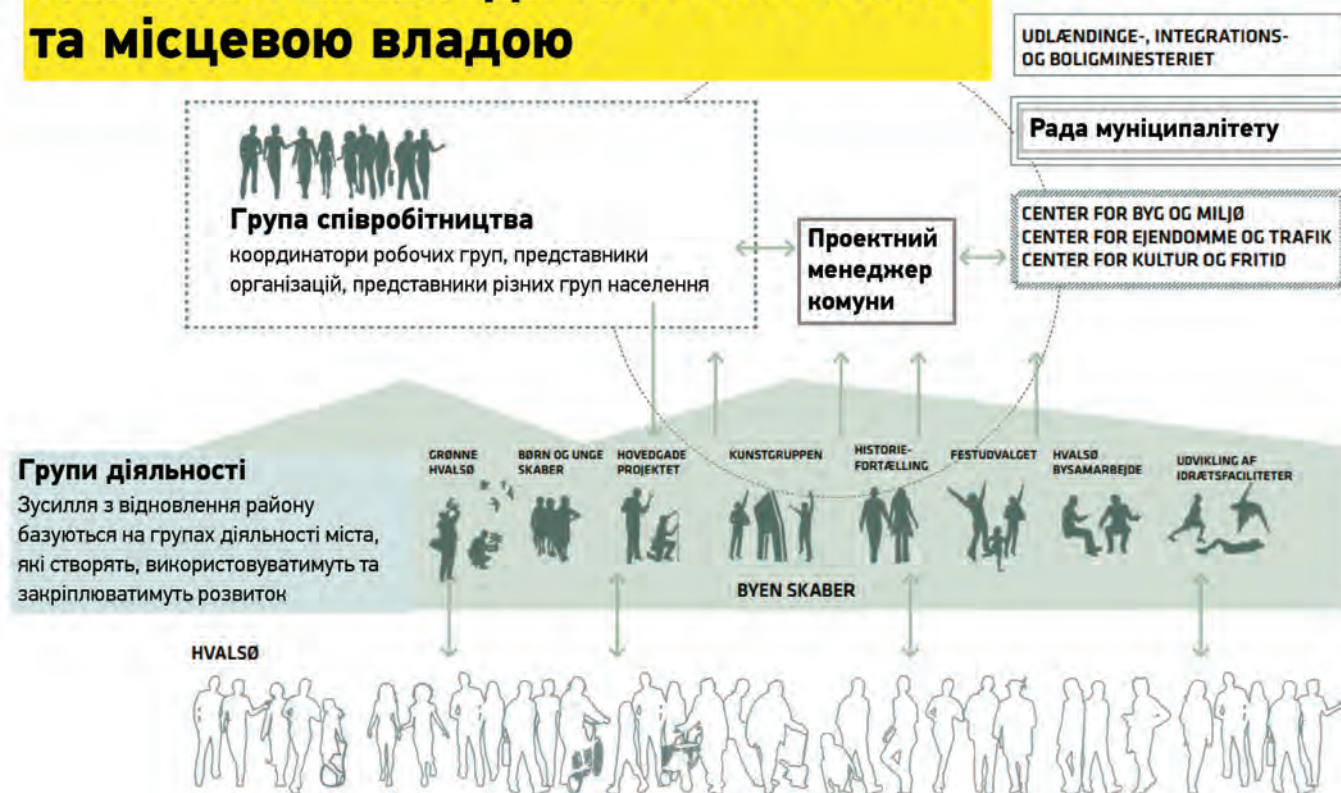 та місцевою владою
UDLÆNDINGE-, INTEGRATIONS-
OG BOLIGMINESTERIET
Рада муніципалітету
CENTER FOR BYG OG MILJØ
CENTER FOR EJENDOMME OG TRAFIK
CENTER FOR KULTUR OG FRITID
Група співробітництва
координатори робочих груп, представники
організацій, представники різних груп населення
Проектний
менеджер
комуни
Групи діяльності
Зусилля з відновлення району
базуються на групах діяльності міста,
які створять, використовуватимуть та
закріплюватимуть розвиток
GRØNNE
HVALSØ
BØRN OG UNGE
SKABER
HOVEDGADE
PROJEKTET
KUNSTGRUPPEN
HISTORIE-
FORTÆLLING
FESTUDVALGET
HVALSØ
BYSAMARBEJDE
UDVIKLING AF
IDRÆTSFACILITETER
BYEN SKABER
HVALSØ